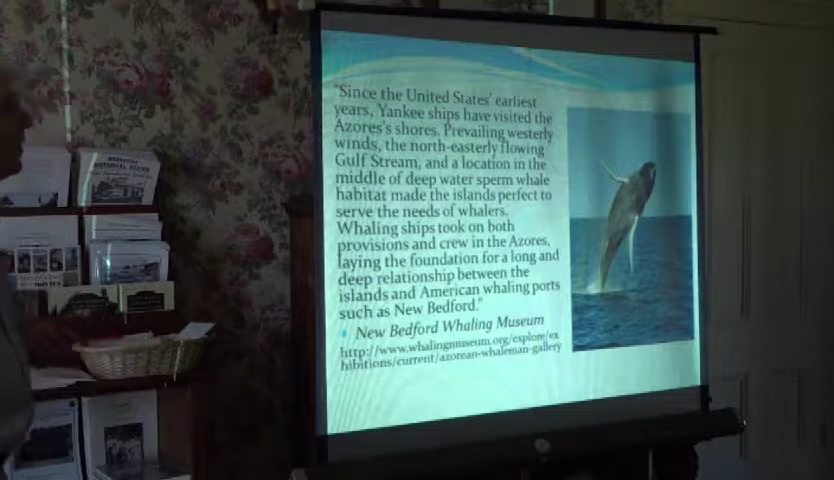 "Since the United States' earliest
years, Yankee ships have visited the
Azores's shores. Prevailing westerly
winds, the north-easterly flowing
Gulf Stream, and a location in the
middle of deep water sperm whale
habitat made the islands perfect to
serve the needs of whalers.
Whaling ships took on both
provisions and crew in the Azores,
laying the foundation for a long and
deep relationship between the
islands and American whaling ports
such as New Bedford."
• New Bedford Whaling Museum
http://www.whalingmuseum.org/explore/ex
hibitions/current/azorean-whaleman-gallery